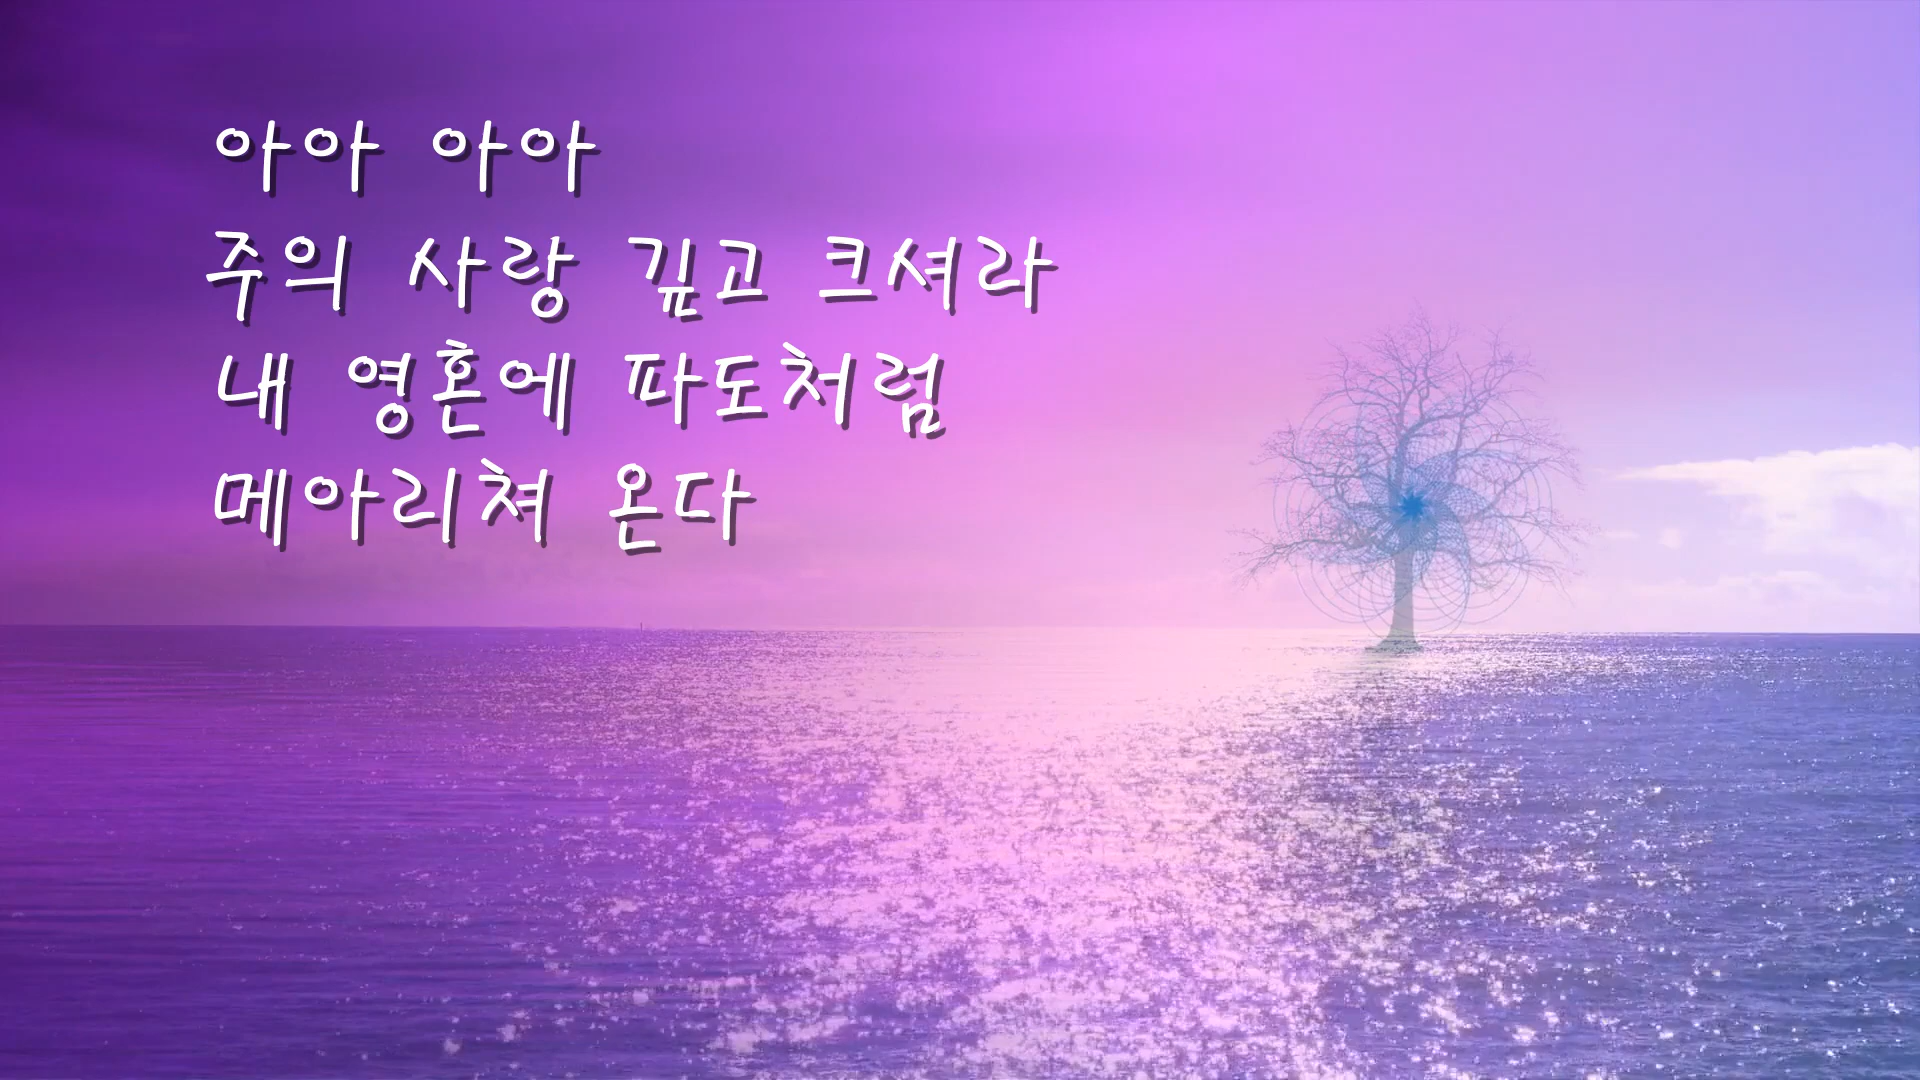 아아 아아
주의 사랑 깊고 크셔라
내 영혼에 파도처럼
메아리쳐 온다